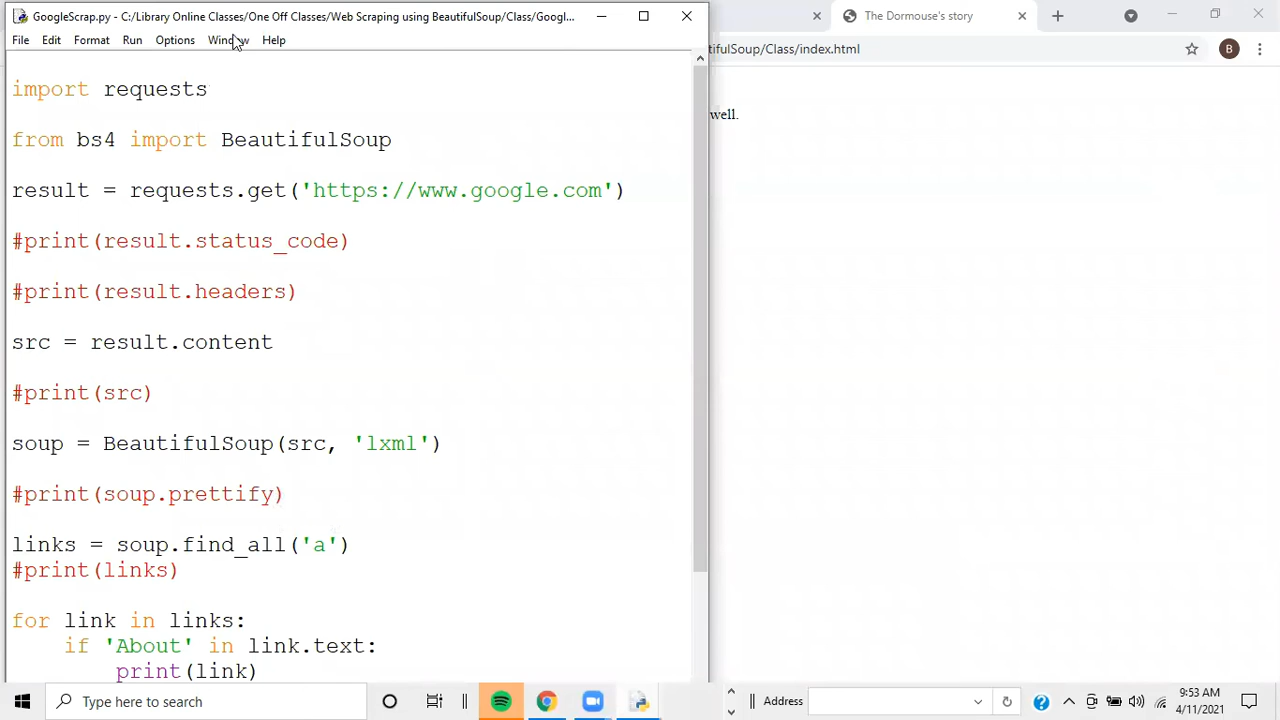 GoogleScrap.py - C:/Library Online Classes/One Off Classes/Web Scraping using BeautifulSoup/Class/Googl...
The Dormouse's story
File Edit Format Run Options Window Help
tifulSoup/Class/index.html
B
import requests
well.
from bs4 import BeautifulSoup
result = requests.get('https://www.google.com')
#print(result.status_code)
#print(result.headers)
src = result.content
#print(src)
soup = BeautifulSoup(src, 'lxml')
#print(soup.prettify)
links = soup.find_all('a')
#print(links)
for link in links:
if 'About' in link.text:
print(link)
Type here to search
Address
9:53 AM
4/11/2021